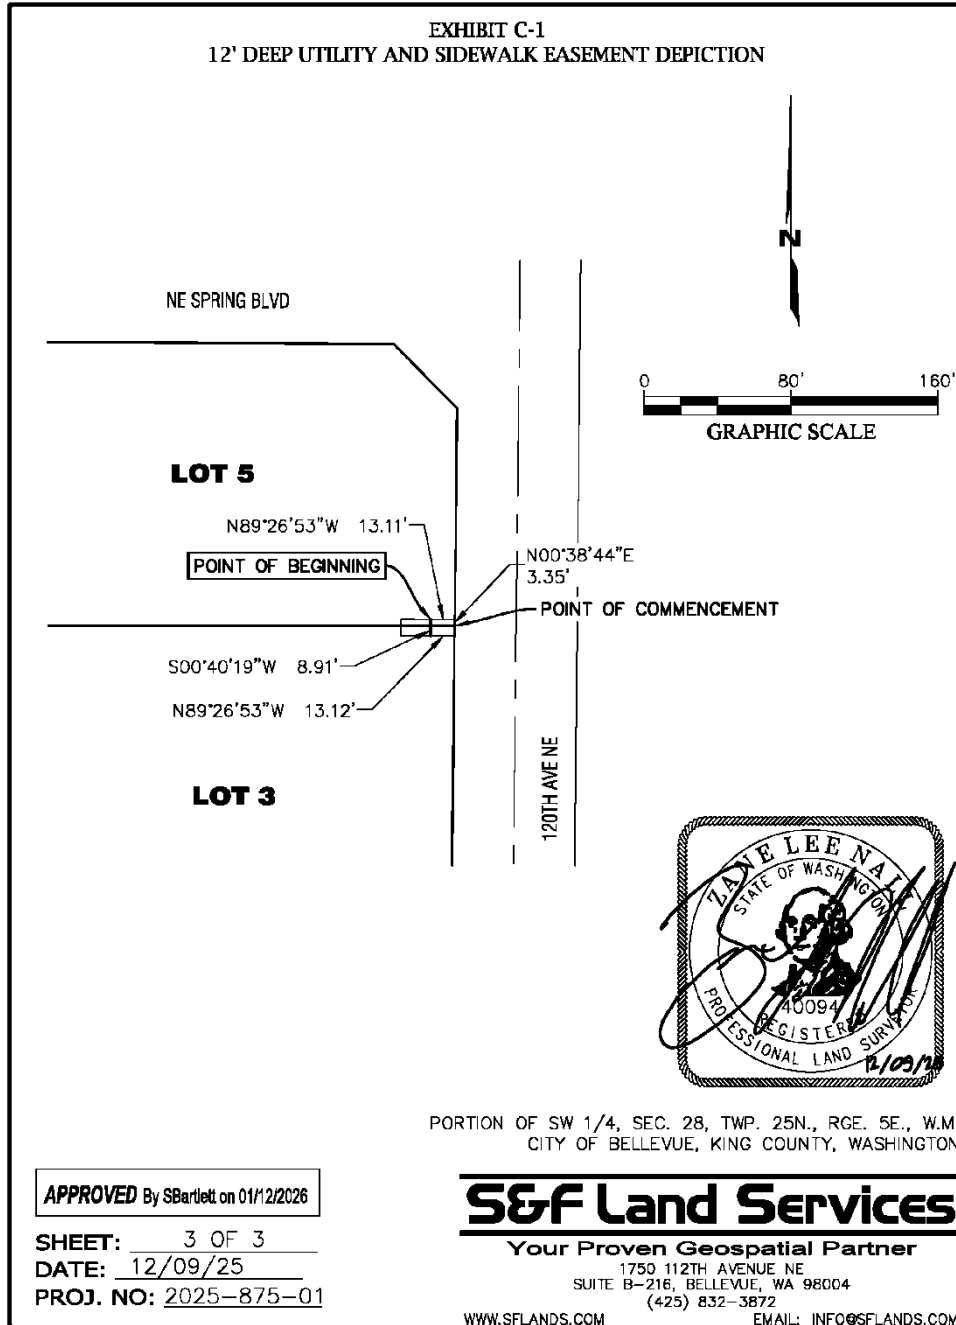 EXHIBIT C-1
12' DEEP UTILITY AND SIDEWALK EASEMENT DEPICTION
N
NE SPRING BLVD
0 80' 160'
GRAPHIC SCALE
LOT 5
N89°26'53"W 13.11'
N00°38'44"E
3.35'
POINT OF BEGINNING
POINT OF COMMENCEMENT
S00°40'19"W 8.91'
N89°26'53"W 13.12'
120TH AVE NE
LOT 3
ZANE LEE
STATE OF WASHINGTON
40094
REGISTERED
PROFESSIONAL LAND SURVEYOR
PORTION OF SW 1/4, SEC. 28, TWP. 25N., RGE. 5E., W.M
CITY OF BELLEVUE, KING COUNTY, WASHINGTON
APPROVED By SBartlett on 01/12/2026
SHEET: 3 OF 3
DATE: 12/09/25
PROJ. NO: 2025-875-01
S&F Land Services
Your Proven Geospatial Partner
1750 112TH AVENUE NE
SUITE B-216, BELLEVUE, WA 98004
(425) 832-3872
WWW.SFLANDS.COM EMAIL: INFO@SFLANDS.COM